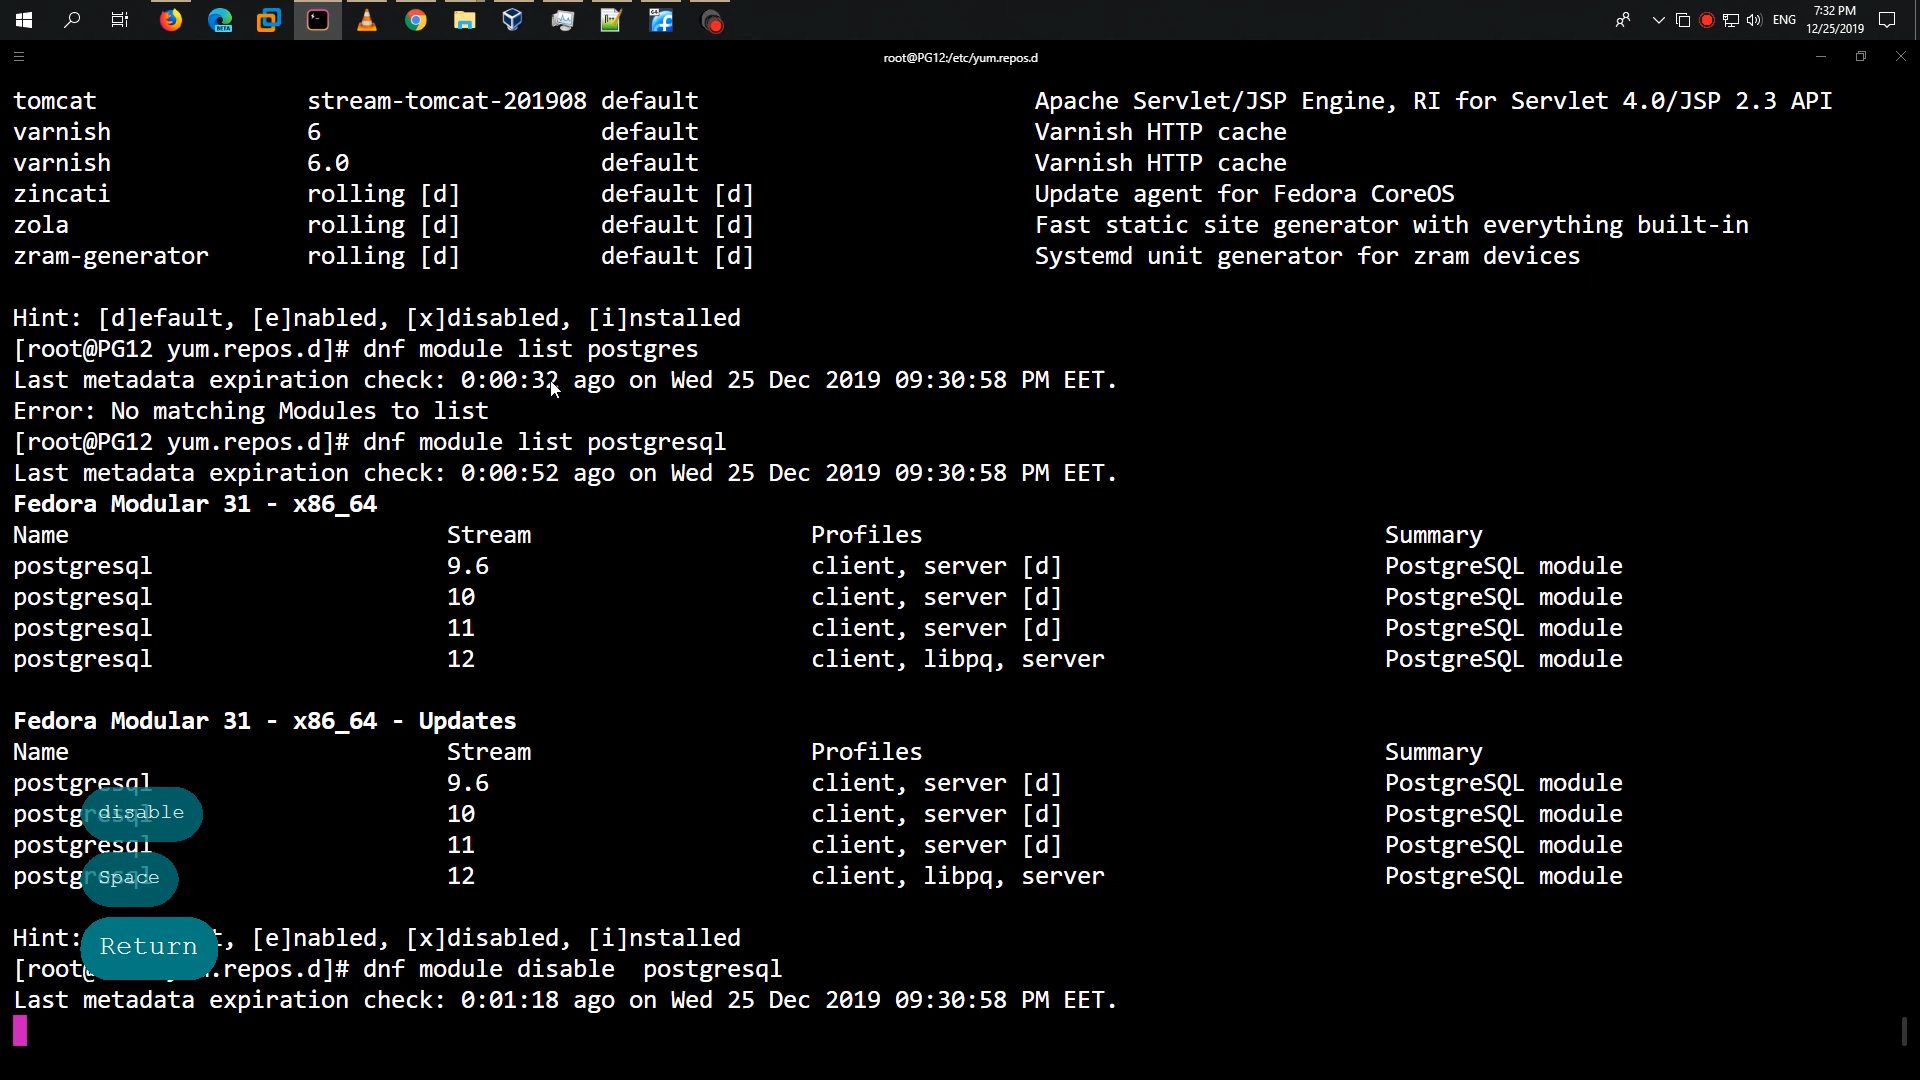 7:32 PM
ENG
12/25/2019
root@PG12:/etc/yum.repos.d
tomcat stream-tomcat-201908 default Apache Servlet/JSP Engine, RI for Servlet 4.0/JSP 2.3 API
varnish 6 default Varnish HTTP cache
varnish 6.0 default Varnish HTTP cache
zincati rolling [d] default [d] Update agent for Fedora CoreOS
zola rolling [d] default [d] Fast static site generator with everything built-in
zram-generator rolling [d] default [d] Systemd unit generator for zram devices
Hint: [d]efault, [e]nabled, [x]disabled, [i]nstalled
[root@PG12 yum.repos.d]# dnf module list postgres
Last metadata expiration check: 0:00:32 ago on Wed 25 Dec 2019 09:30:58 PM EET.
Error: No matching Modules to list
[root@PG12 yum.repos.d]# dnf module list postgresql
Last metadata expiration check: 0:00:52 ago on Wed 25 Dec 2019 09:30:58 PM EET.
Fedora Modular 31 - x86_64
Name Stream Profiles Summary
postgresql 9.6 client, server [d] PostgreSQL module
postgresql 10 client, server [d] PostgreSQL module
postgresql 11 client, server [d] PostgreSQL module
postgresql 12 client, libpq, server PostgreSQL module
Fedora Modular 31 - x86_64 - Updates
Name Stream Profiles Summary
postgresql 9.6 client, server [d] PostgreSQL module
postgresql 10 client, server [d] PostgreSQL module
disable
postgresql 11 client, server [d] PostgreSQL module
postgresql 12 client, libpq, server PostgreSQL module
Space
Hint: t, [e]nabled, [x]disabled, [i]nstalled
Return
[root@ .repos.d]# dnf module disable  postgresql
Last metadata expiration check: 0:01:18 ago on Wed 25 Dec 2019 09:30:58 PM EET.